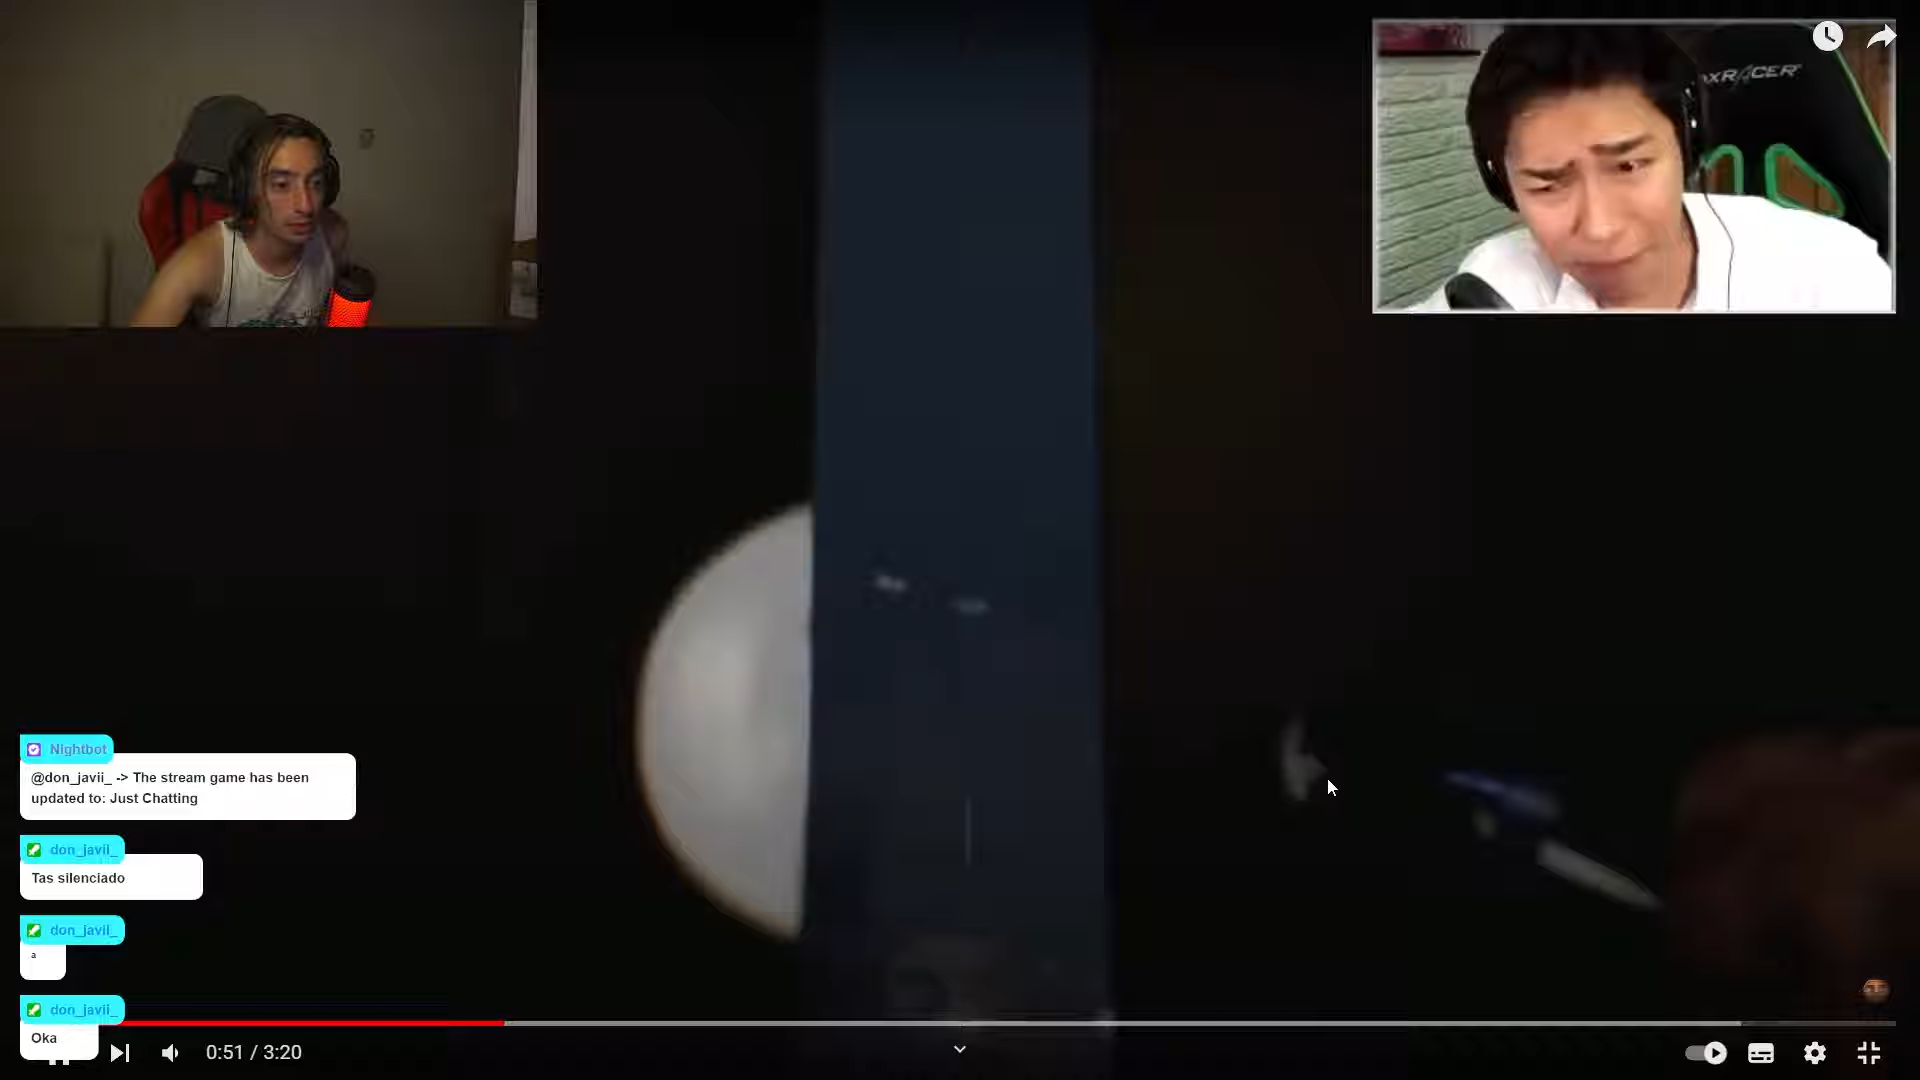 DXRACER
Nightbot
@don_javii_ -> The stream game has been
updated to: Just Chatting
don_javii_
Tas silenciado
don_javii_
a
don_javii_
Oka
0:51 / 3:20